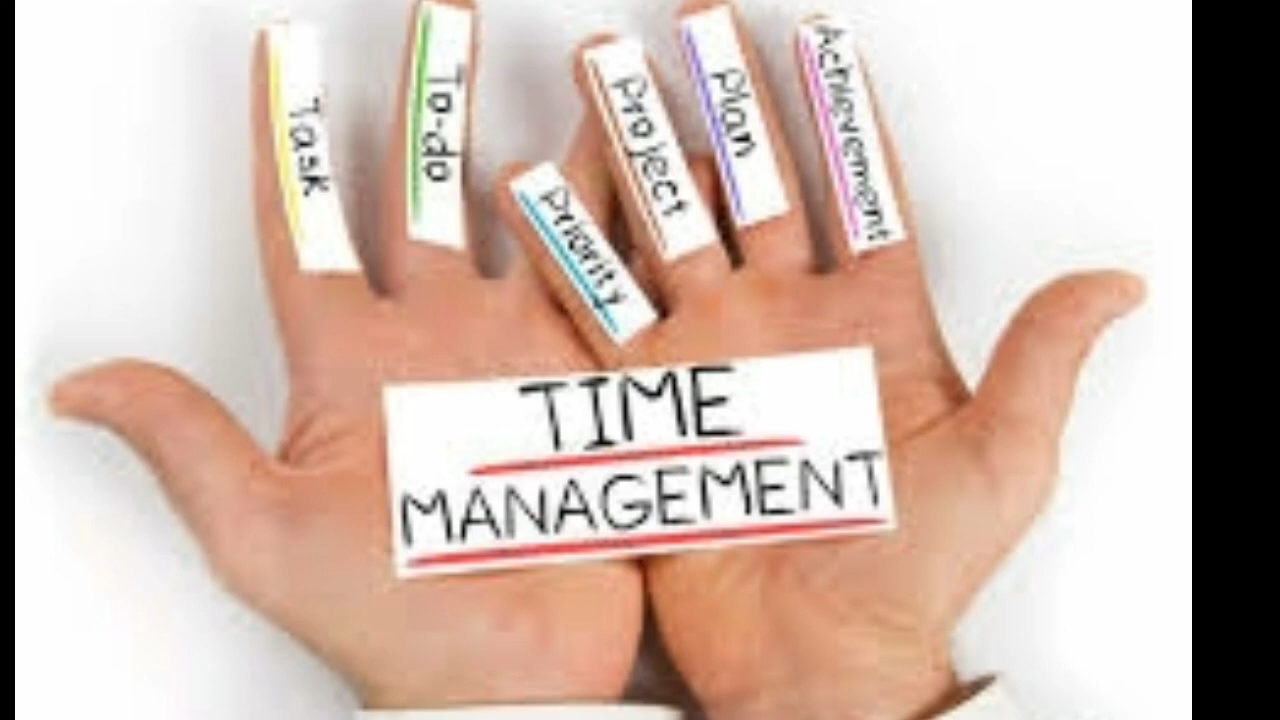 Task
To-do
Priority
Project
Plan
Achievement
TIME
MANAGEMENT